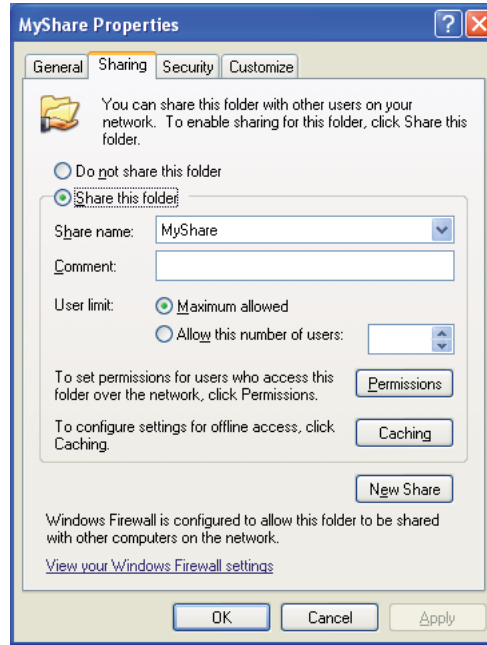 MyShare Properties
General Sharing Security Customize
You can share this folder with other users on your
network. To enable sharing for this folder, click Share this
folder.
Do not share this folder
Share this folder
Share name: MyShare
Comment:
User limit: Maximum allowed
Allow this number of users:
To set permissions for users who access this
folder over the network, click Permissions.
Permissions
To configure settings for offline access, click
Caching.
Caching
New Share
Windows Firewall is configured to allow this folder to be shared
with other computers on the network.
View your Windows Firewall settings
OK Cancel Apply